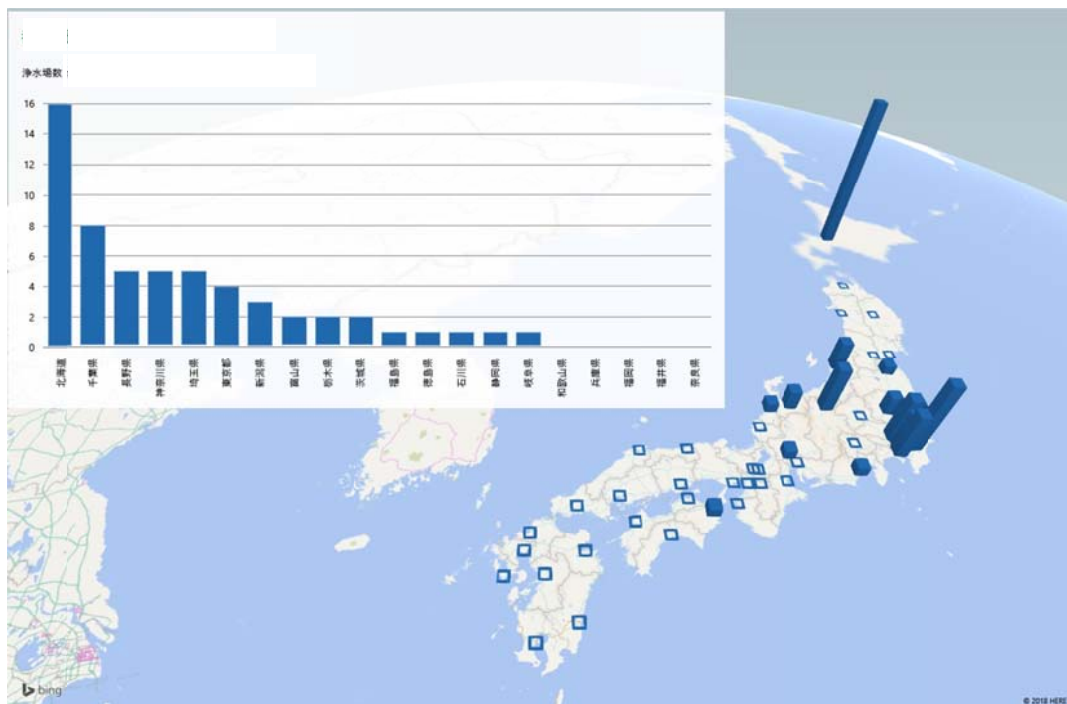 浄水場数
16
14
12
10
8
6
4
2
0
北海道
千葉県
長野県
神奈川県
埼玉県
東京都
新潟県
富山県
栃木県
茨城県
福島県
徳島県
石川県
静岡県
岐阜県
和歌山県
兵庫県
福岡県
福井県
奈良県
bing
© 2018 HERE